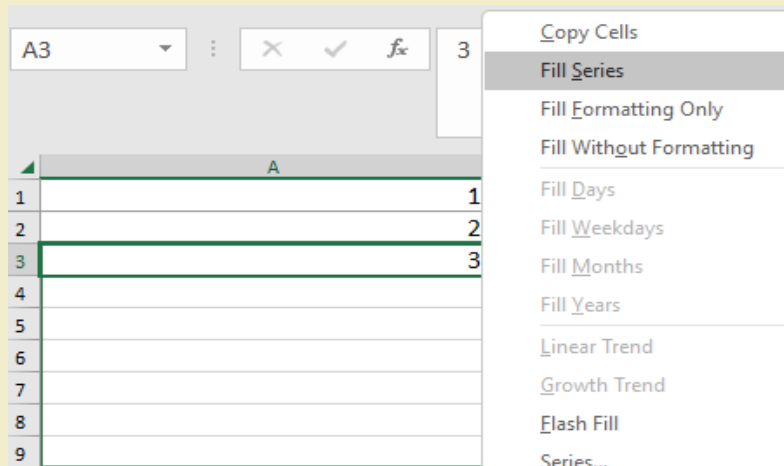 A3
fx
3
A
1
1
2
2
3
3
4
5
6
7
8
9
Copy Cells
Fill Series
Fill Formatting Only
Fill Without Formatting
Fill Days
Fill Weekdays
Fill Months
Fill Years
Linear Trend
Growth Trend
Flash Fill
Series...